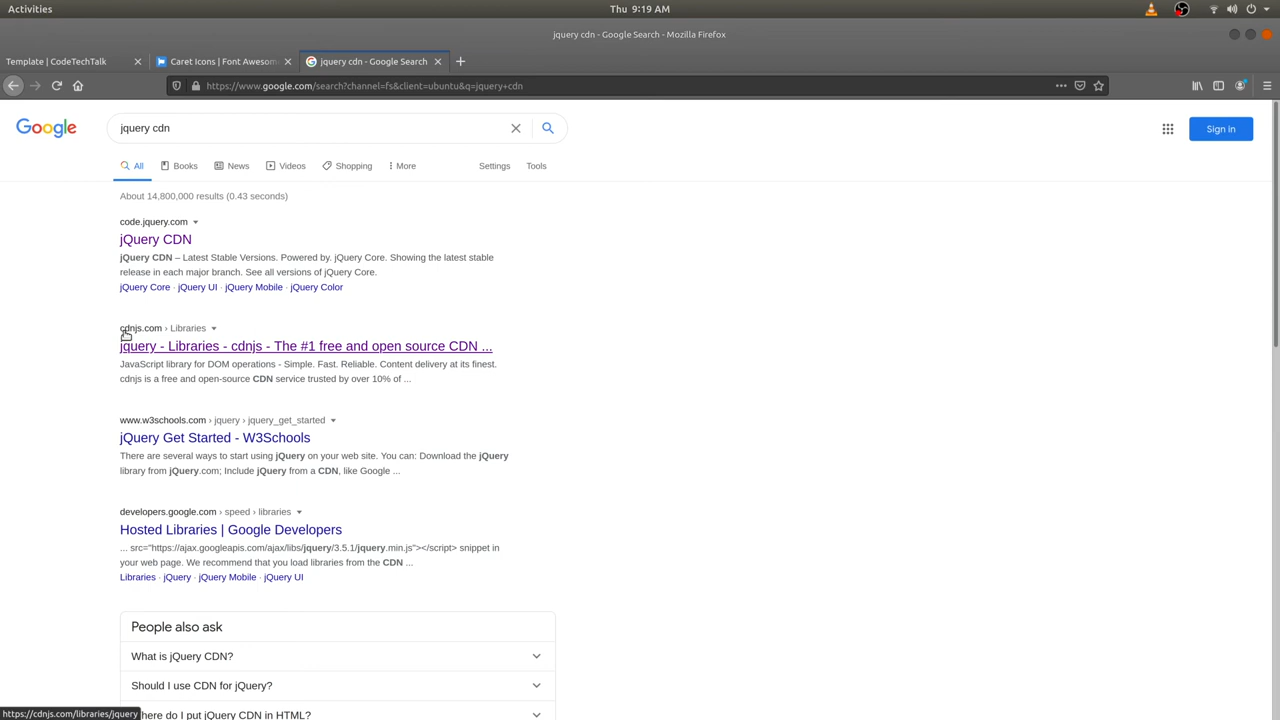 Activities
Thu 9:19 AM
jquery cdn - Google Search - Mozilla Firefox
Template | CodeTechTalk
Caret Icons | Font Awesom
jquery cdn - Google Search
https://www.google.com/search?channel=fs&client=ubuntu&q=jquery+cdn
Google
jquery cdn
Sign in
All Books News Videos Shopping More Settings Tools
About 14,800,000 results (0.43 seconds)
code.jquery.com
jQuery CDN
jQuery CDN – Latest Stable Versions. Powered by. jQuery Core. Showing the latest stable
release in each major branch. See all versions of jQuery Core.
jQuery Core · jQuery UI · jQuery Mobile · jQuery Color
cdnjs.com › Libraries
jquery - Libraries - cdnjs - The #1 free and open source CDN ...
JavaScript library for DOM operations - Simple. Fast. Reliable. Content delivery at its finest.
cdnjs is a free and open-source CDN service trusted by over 10% of ...
www.w3schools.com › jquery › jquery_get_started
jQuery Get Started - W3Schools
There are several ways to start using jQuery on your web site. You can: Download the jQuery
library from jQuery.com; Include jQuery from a CDN, like Google ...
developers.google.com › speed › libraries
Hosted Libraries | Google Developers
... src="https://ajax.googleapis.com/ajax/libs/jquery/3.5.1/jquery.min.js"></script> snippet in
your web page. We recommend that you load libraries from the CDN ...
Libraries · jQuery · jQuery Mobile · jQuery UI
People also ask
What is jQuery CDN?
Should I use CDN for jQuery?
here do I put jQuery CDN in HTML?
https://cdnjs.com/libraries/jquery